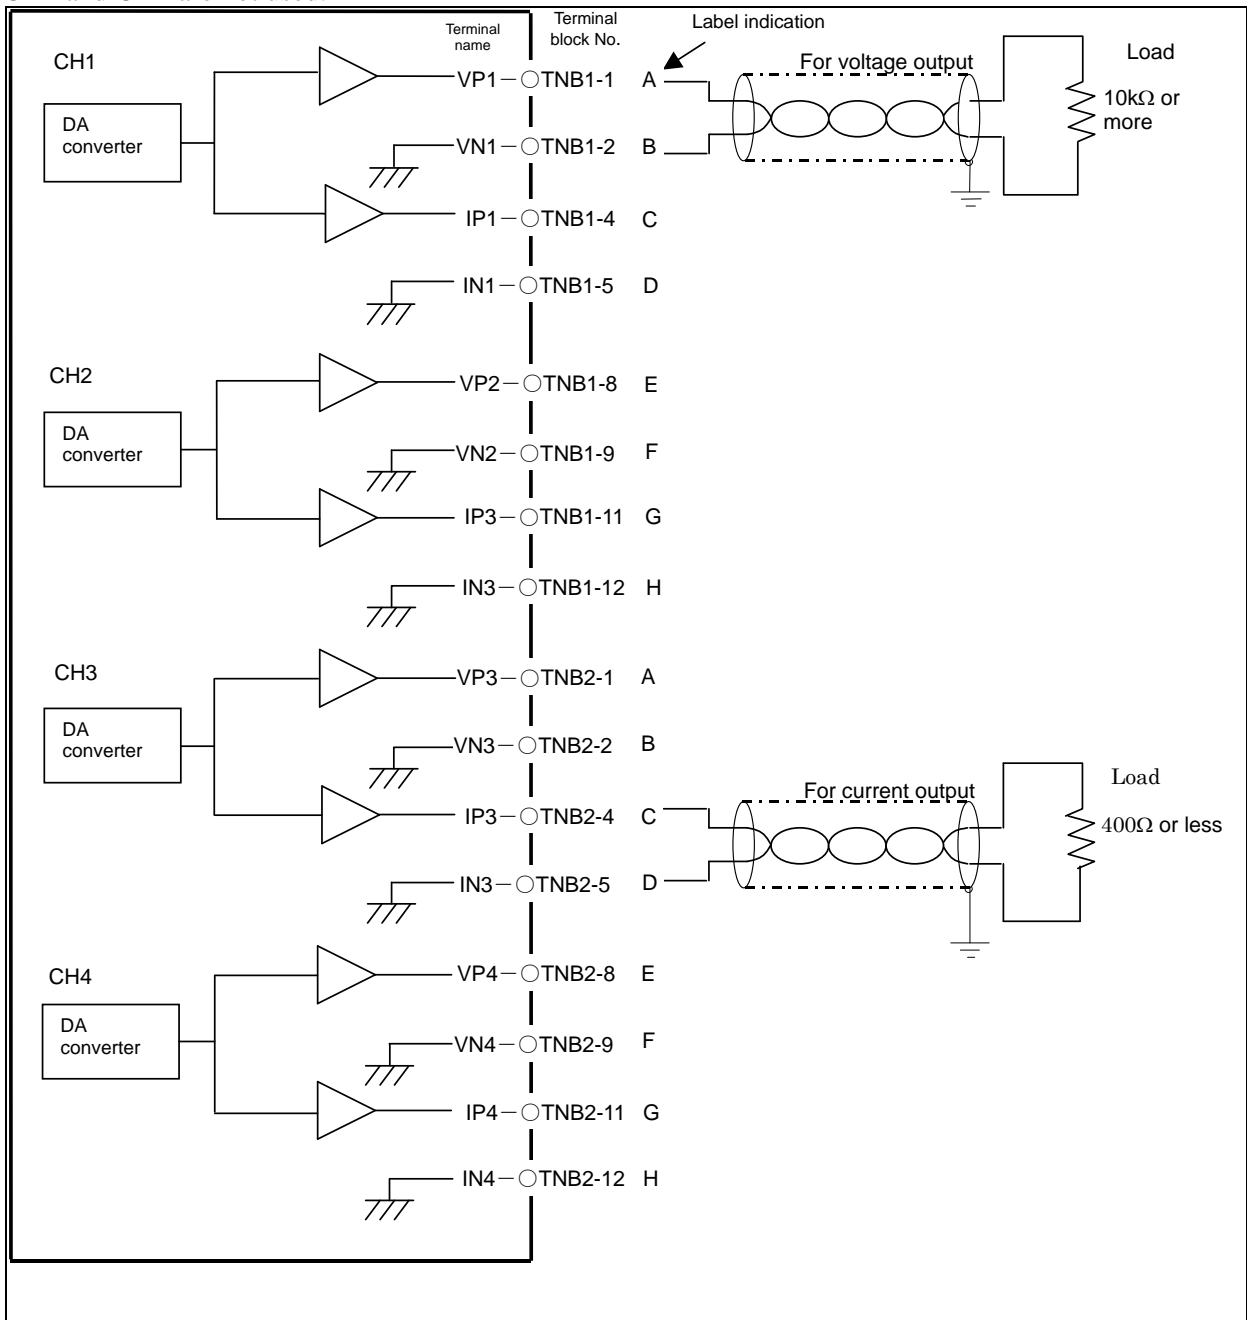 Terminal name
Terminal block No.
Label indication
CH1
VP1 TNB1-1 A
For voltage output
Load
10kΩ or more
DA converter
VN1 TNB1-2 B
IP1 TNB1-4 C
IN1 TNB1-5 D
CH2
VP2 TNB1-8 E
DA converter
VN2 TNB1-9 F
IP3 TNB1-11 G
IN3 TNB1-12 H
CH3
VP3 TNB2-1 A
DA converter
VN3 TNB2-2 B
For current output
Load
IP3 TNB2-4 C
400Ω or less
IN3 TNB2-5 D
CH4
VP4 TNB2-8 E
DA converter
VN4 TNB2-9 F
IP4 TNB2-11 G
IN4 TNB2-12 H